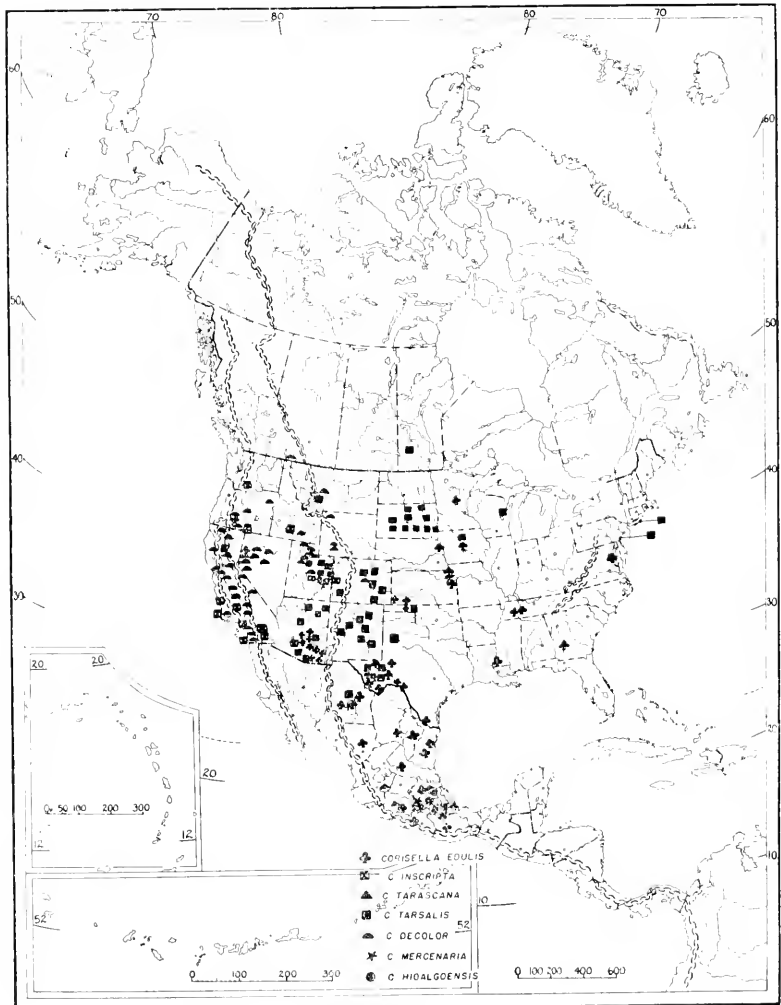 70 80 60 70
60
60
50
50
40
40
30
30
20 20
20
20
0 50 100 200 300
12
12
10
10
CORISELLA EDULIS
C INSCRIPTA
C TARASCANA
C TARSALIS
C DECOLOR
C MERCENARIA
C HIDALGOENSIS
52
52
0 100 200 300
0 100 200 400 600